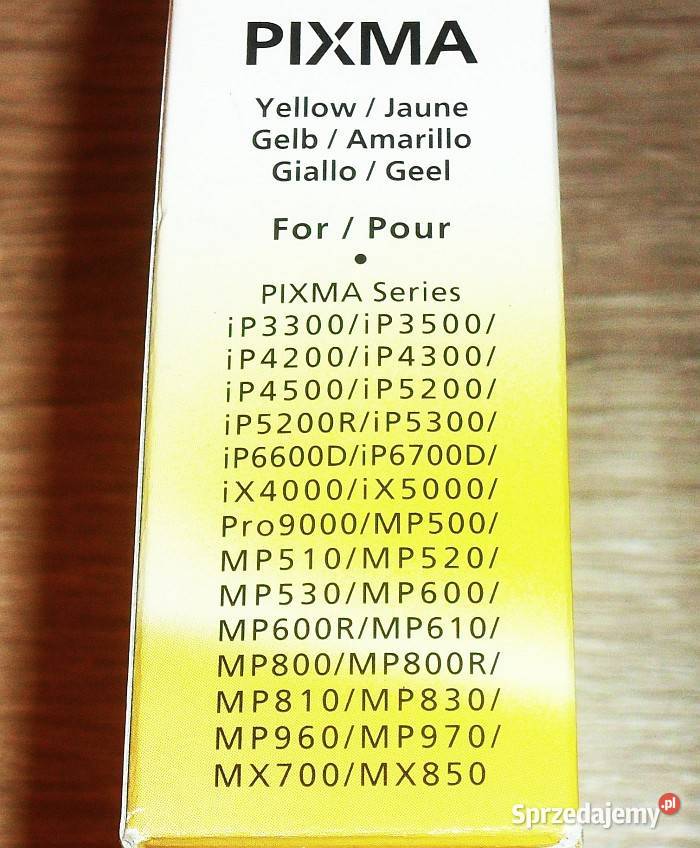 PIXMA
Yellow / Jaune
Gelb / Amarillo
Giallo / Geel
For / Pour
•
PIXMA Series
iP3300/iP3500/
iP4200/iP4300/
iP4500/iP5200/
iP5200R/iP5300/
iP6600D/iP6700D/
iX4000/iX5000/
Pro9000/MP500/
MP510/MP520/
MP530/MP600/
MP600R/MP610/
MP800/MP800R/
MP810/MP830/
MP960/MP970/
MX700/MX850
Sprzedajemy.pl